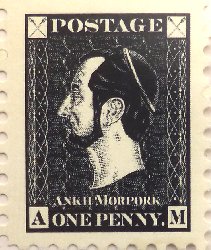 POSTAGE
ANKH MORPORK
A ONE PENNY. M